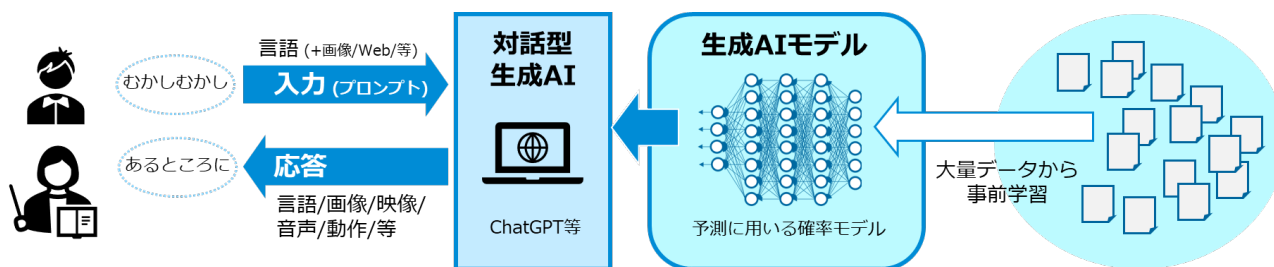 むかしむかし
言語 (+画像/Web/等)
入力 (プロンプト)
あるところに
応答
言語/画像/映像/
音声/動作/等
対話型
生成AI
ChatGPT等
生成AIモデル
予測に用いる確率モデル
大量データから
事前学習